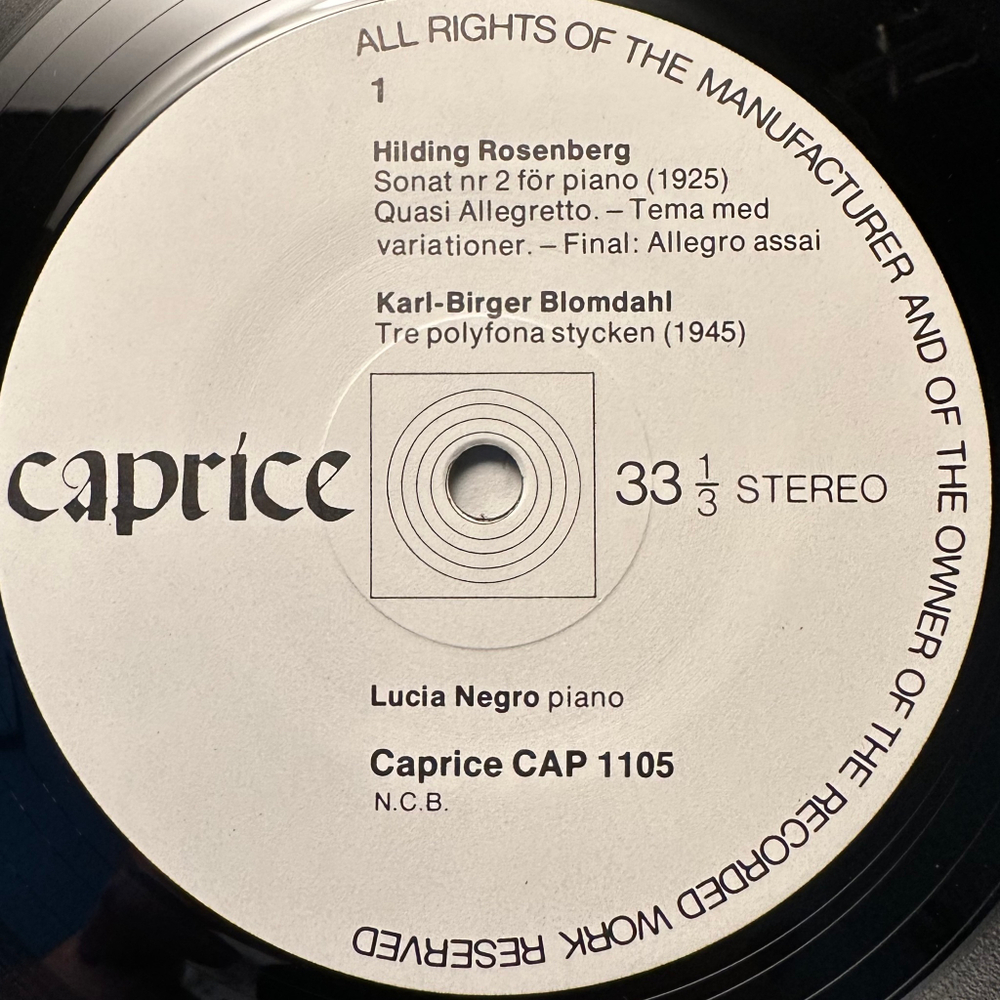 ALL RIGHTS OF THE MANUFACTURER AND OF THE OWNER OF THE RECORDED WORK RESERVED
1
Hilding Rosenberg
Sonat nr 2 för piano (1925)
Quasi Allegretto. – Tema med
variationer. – Final: Allegro assai
Karl-Birger Blomdahl
Tre polyfona stycken (1945)
caprice
33 1/3 STEREO
Lucia Negro piano
Caprice CAP 1105
N.C.B.